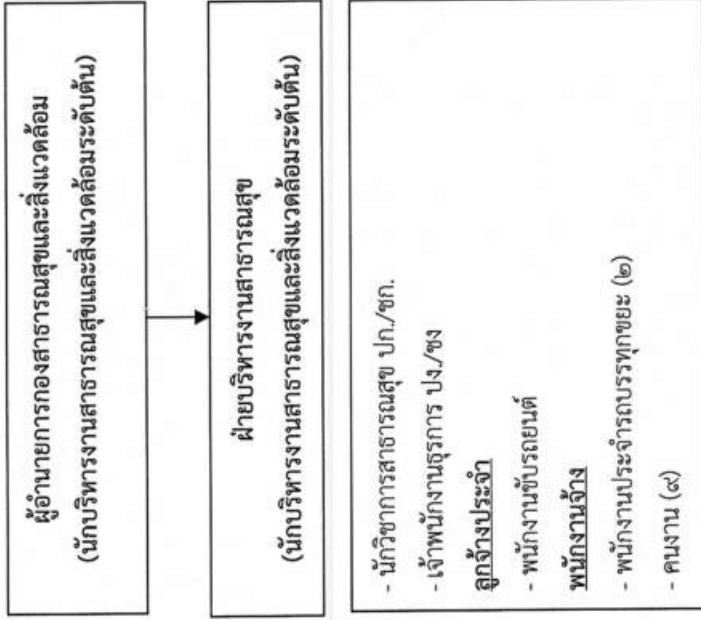 ผู้อำนายการกองสาธารณสุขและสิ่งแวดล้อม
(นักบริหารงานสาธารณสุขและสิ่งแวดล้อมระดับต้น)
ฝ่ายบริหารงานสาธารณสุข
(นักบริหารงานสาธารณสุขและสิ่งแวดล้อมระดับต้น)
- นักวิชาการสาธารณสุข ปก./ชก.
- เจ้าพนักงานธุรการ ปง./ชง
ลูกจ้างประจำ
- พนักงานขับรถยนต์
พนักงานจ้าง
- พนักงานประจำรถบรรทุกขยะ (๒)
- คนงาน (๙)